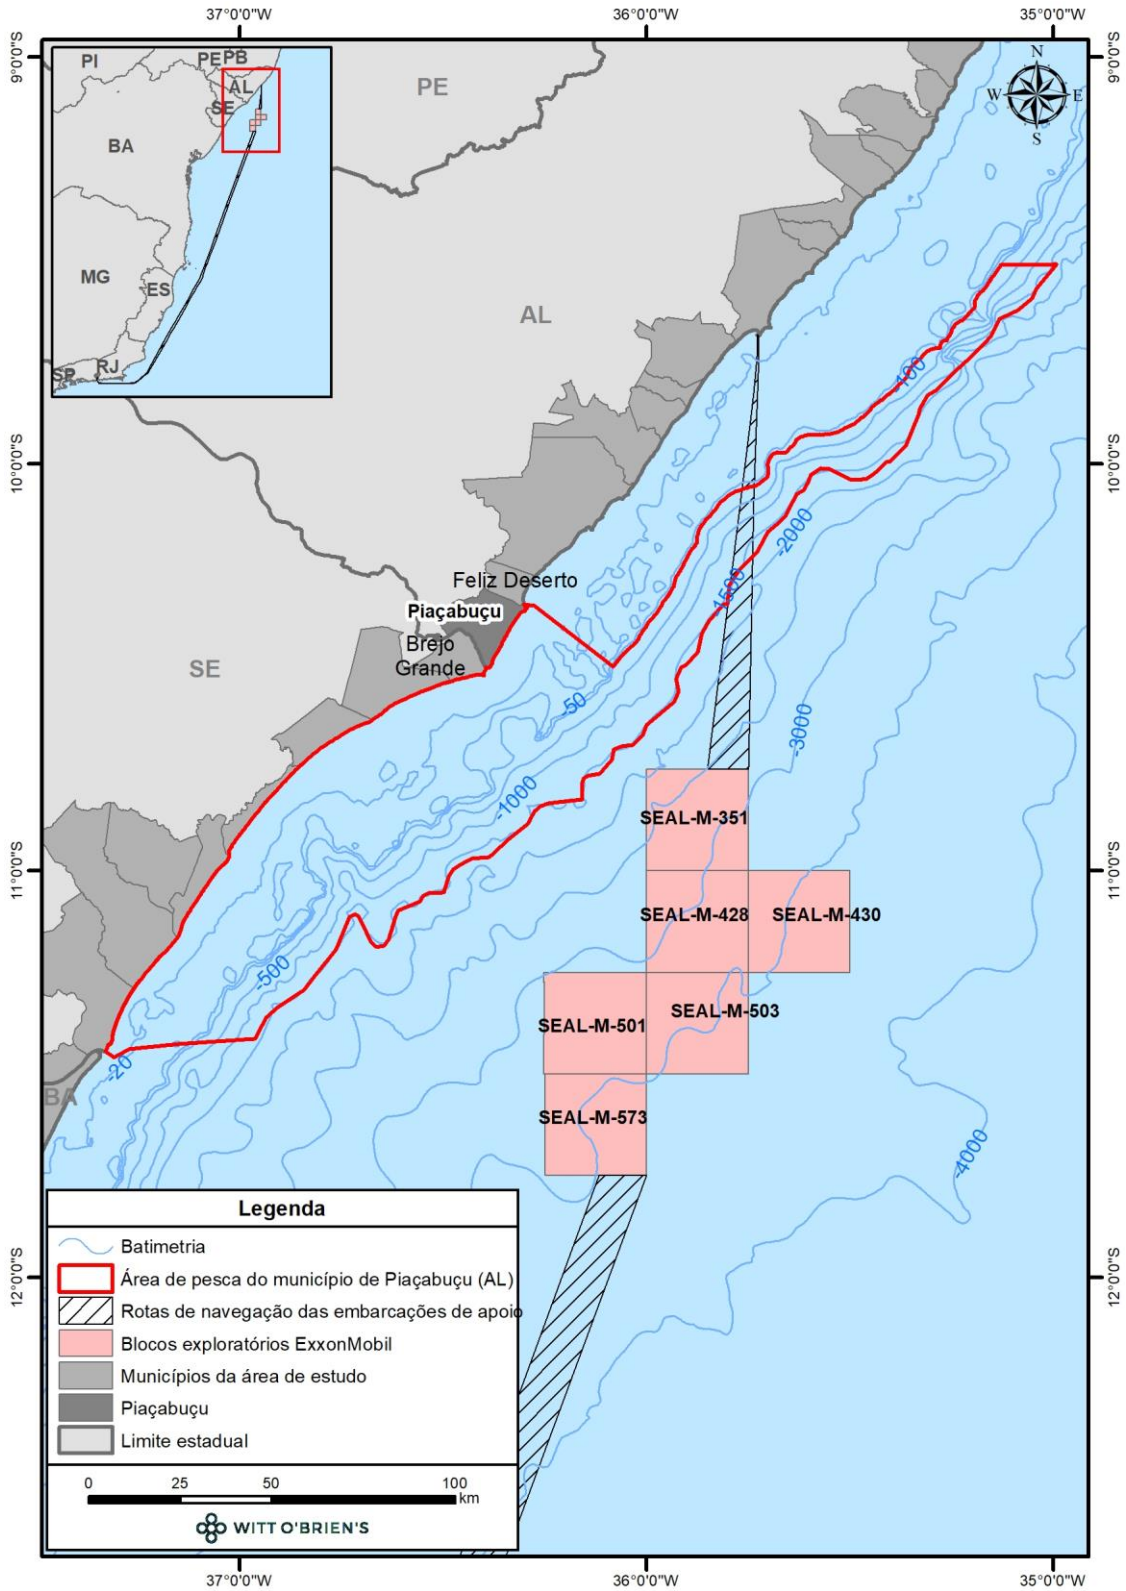 37°0'0"W
36°0'0"W
35°0'0"W
9°0'0"S
9°0'0"S
PI
PE
PB
AL
SE
BA
MG
ES
RJ
SP
PE
N
W
E
S
AL
-100
10°0'0"S
10°0'0"S
-2000
1500
Feliz Deserto
Piaçabuçu
Brejo
Grande
SE
-50
-3000
-1000
SEAL-M-351
11°0'0"S
11°0'0"S
SEAL-M-428
SEAL-M-430
-500
SEAL-M-503
SEAL-M-501
-20
BA
SEAL-M-573
-4000
Legenda
Batimetria
Área de pesca do município de Piaçabuçu (AL)
Rotas de navegação das embarcações de apoio
Blocos exploratórios ExxonMobil
Municípios da área de estudo
Piaçabuçu
Limite estadual
12°0'0"S
12°0'0"S
0 25 50 100
km
WITT O'BRIEN'S
37°0'0"W
36°0'0"W
35°0'0"W